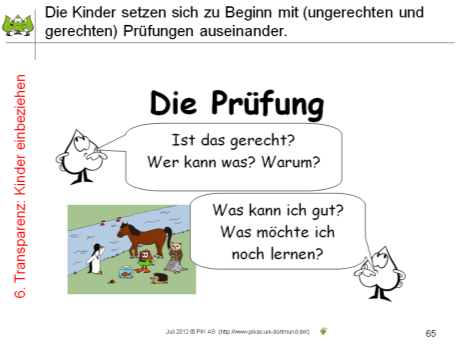 Die Kinder setzen sich zu Beginn mit (ungerechten und
gerechten) Prüfungen auseinander.
6. Transparenz: Kinder einbeziehen
Die Prüfung
Ist das gerecht?
Wer kann was? Warum?
Was kann ich gut?
Was möchte ich
noch lernen?
Juli 2012 © PIK AS (http://www.pikas.uni-dortmund.de/)
65